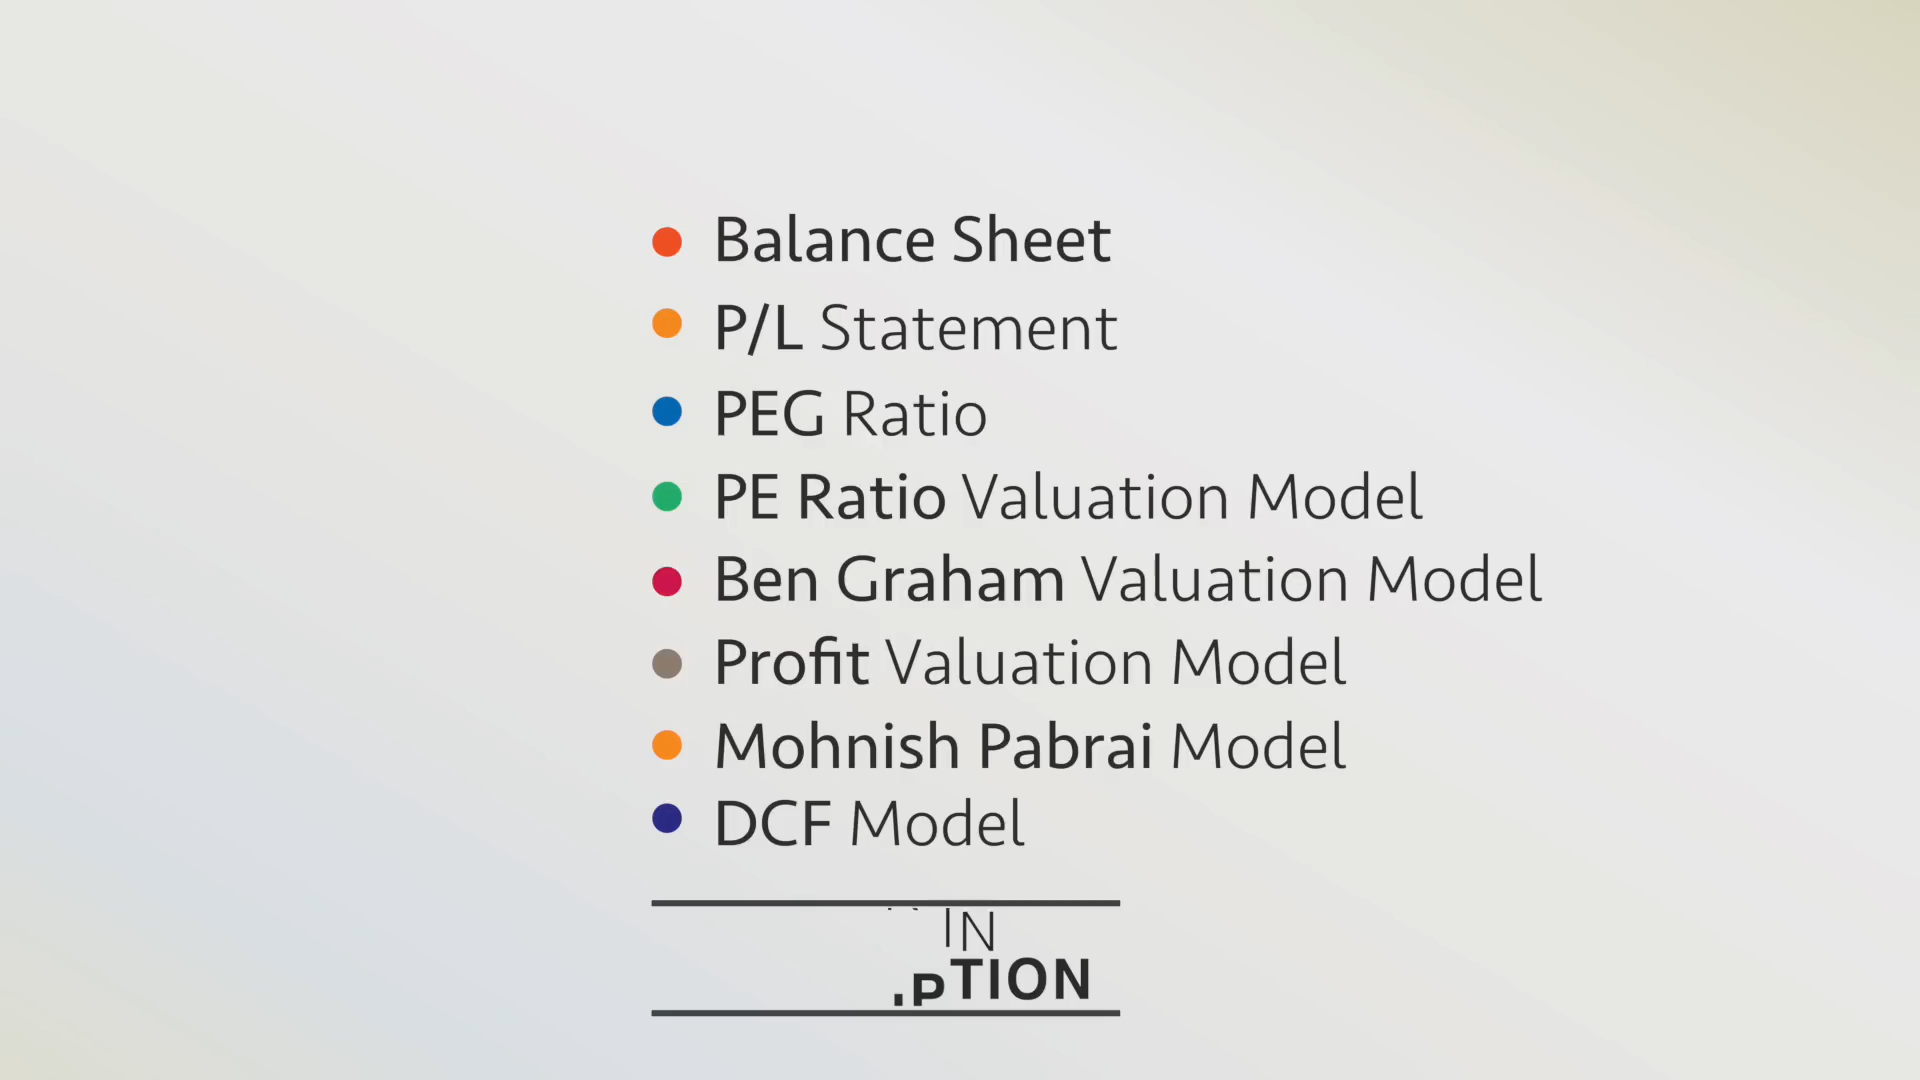 Balance Sheet
P/L Statement
PEG Ratio
PE Ratio Valuation Model
Ben Graham Valuation Model
Profit Valuation Model
Mohnish Pabrai Model
DCF Model
IN